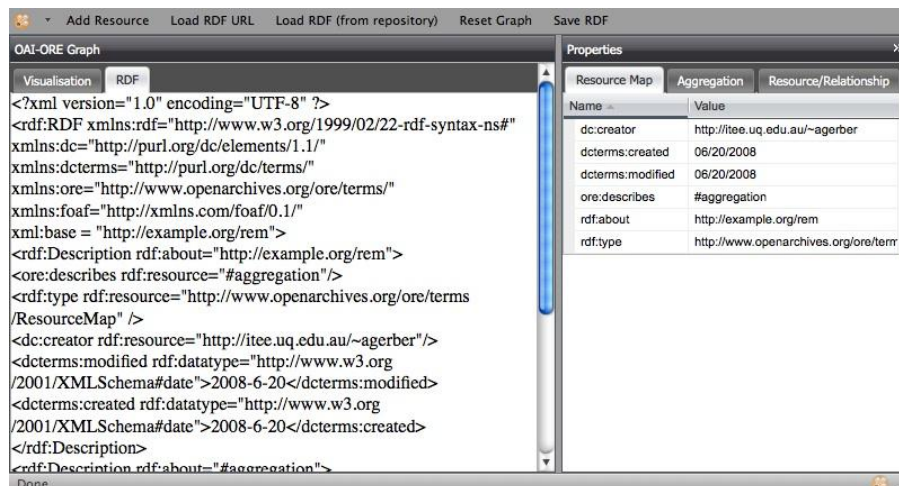 Add Resource Load RDF URL Load RDF (from repository) Reset Graph Save RDF
OAI-ORE Graph
Visualisation RDF
<?xml version="1.0" encoding="UTF-8" ?>
<rdf:RDF xmlns:rdf="http://www.w3.org/1999/02/22-rdf-syntax-ns#"
xmlns:dc="http://purl.org/dc/elements/1.1/"
xmlns:dcterms="http://purl.org/dc/terms/"
xmlns:ore="http://www.openarchives.org/ore/terms/"
xmlns:foaf="http://xmlns.com/foaf/0.1/"
xml:base = "http://example.org/rem">
<rdf:Description rdf:about="http://example.org/rem">
<ore:describes rdf:resource="#aggregation"/>
<rdf:type rdf:resource="http://www.openarchives.org/ore/terms
/ResourceMap" />
<dc:creator rdf:resource="http://itee.uq.edu.au/~agerber"/>
<dcterms:modified rdf:datatype="http://www.w3.org
/2001/XMLSchema#date">2008-6-20</dcterms:modified>
<dcterms:created rdf:datatype="http://www.w3.org
/2001/XMLSchema#date">2008-6-20</dcterms:created>
</rdf:Description>
<rdf:Description rdf:about="#aggregation">
Properties
Resource Map Aggregation Resource/Relationship
Name Value
dc:creator http://itee.uq.edu.au/~agerber
dcterms:created 06/20/2008
dcterms:modified 06/20/2008
ore:describes #aggregation
rdf:about http://example.org/rem
rdf:type http://www.openarchives.org/ore/term
Done